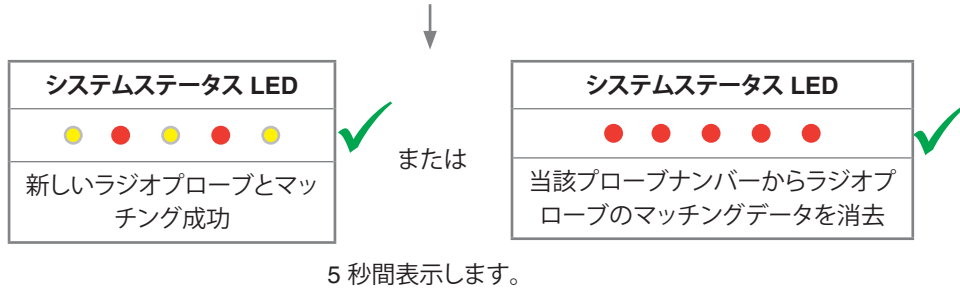 システムステータス LED
新しいラジオプローブとマッ
チング成功
または
システムステータス LED
当該プローブナンバーからラジオプ
ローブのマッチングデータを消去
5 秒間表示します。